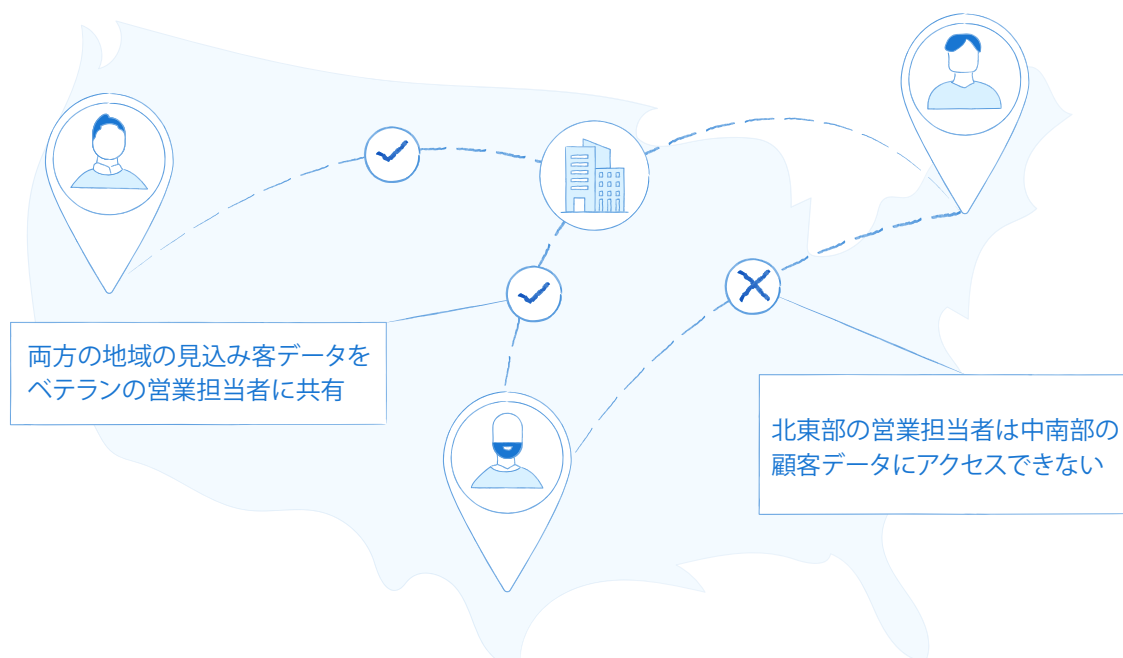 両方の地域の見込み客データを
ベテランの営業担当者に共有
北東部の営業担当者は中南部の
顧客データにアクセスできない